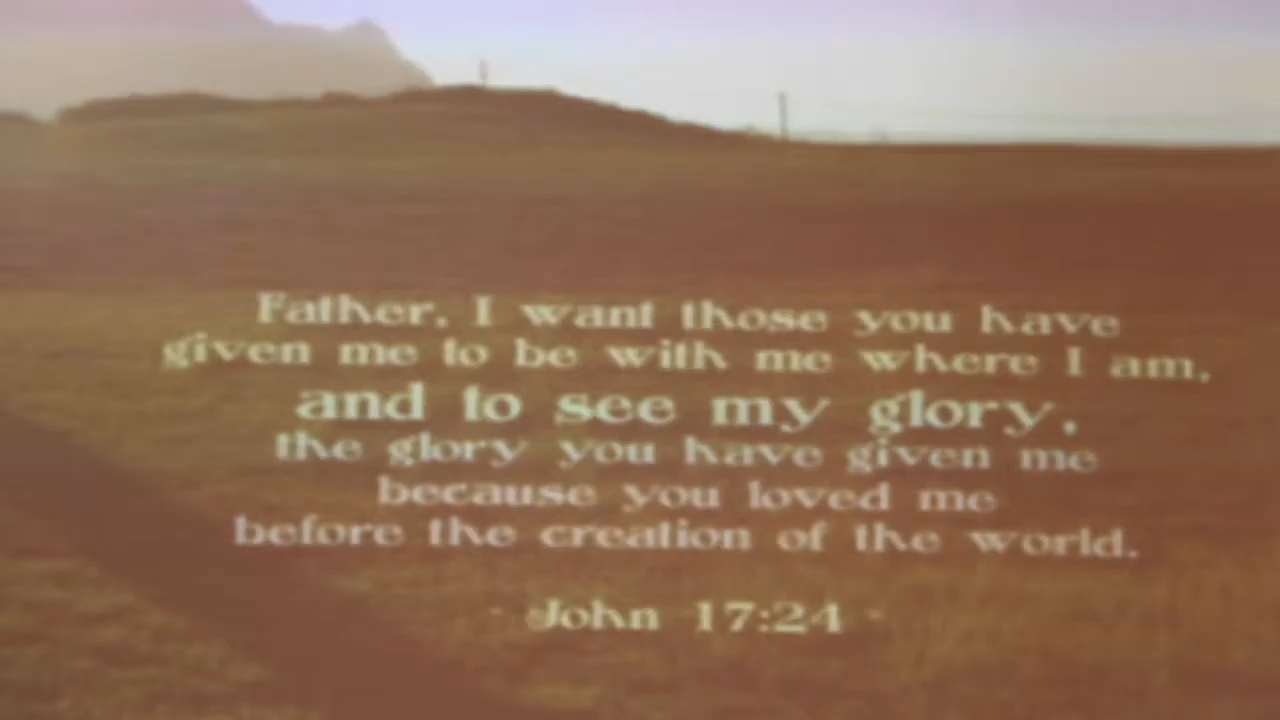 Father, I want those you have
given me to be with me where I am,
and to see my glory,
the glory you have given me
because you loved me
before the creation of the world.
- John 17:24 -